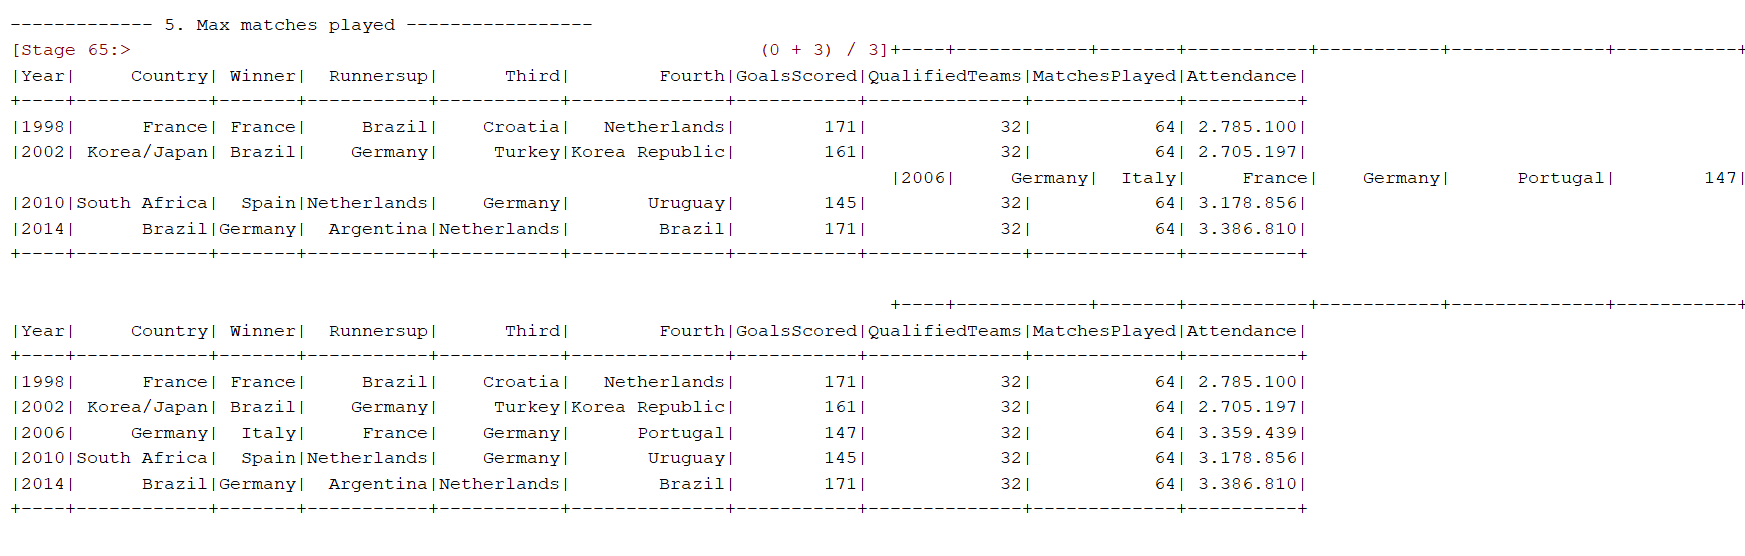 ------------- 5. Max matches played -----------------
[Stage 65:>                                                          (0 + 3) / 3]+----+------------+-------+-----------+-----------+--------------+-----------+
|Year|     Country| Winner|  Runnersup|      Third|        Fourth|GoalsScored|QualifiedTeams|MatchesPlayed|Attendance|
+----+------------+-------+-----------+-----------+--------------+-----------+--------------+-------------+----------+
|1998|      France| France|     Brazil|    Croatia|   Netherlands|        171|            32|           64| 2.785.100|
|2002| Korea/Japan| Brazil|    Germany|     Turkey|Korea Republic|        161|            32|           64| 2.705.197|
|2006|     Germany|  Italy|     France|    Germany|      Portugal|        147|
|2010|South Africa|  Spain|Netherlands|    Germany|       Uruguay|        145|            32|           64| 3.178.856|
|2014|      Brazil|Germany|  Argentina|Netherlands|        Brazil|        171|            32|           64| 3.386.810|
+----+------------+-------+-----------+-----------+--------------+-----------+--------------+-------------+----------+
+----+------------+-------+-----------+-----------+--------------+-----------+
|Year|     Country| Winner|  Runnersup|      Third|        Fourth|GoalsScored|QualifiedTeams|MatchesPlayed|Attendance|
+----+------------+-------+-----------+-----------+--------------+-----------+--------------+-------------+----------+
|1998|      France| France|     Brazil|    Croatia|   Netherlands|        171|            32|           64| 2.785.100|
|2002| Korea/Japan| Brazil|    Germany|     Turkey|Korea Republic|        161|            32|           64| 2.705.197|
|2006|     Germany|  Italy|     France|    Germany|      Portugal|        147|            32|           64| 3.359.439|
|2010|South Africa|  Spain|Netherlands|    Germany|       Uruguay|        145|            32|           64| 3.178.856|
|2014|      Brazil|Germany|  Argentina|Netherlands|        Brazil|        171|            32|           64| 3.386.810|
+----+------------+-------+-----------+-----------+--------------+-----------+--------------+-------------+----------+